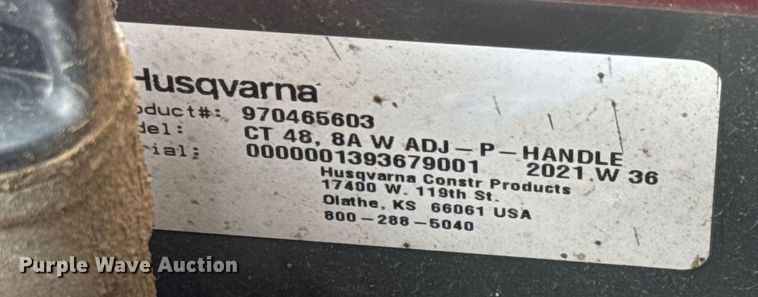 Husqvarna
oduct#: 970465603
del: CT 48, 8A W ADJ-P-HANDLE
rial: 0000001393679001 2021 W 36
Husqvarna Constr Products
17400 W. 119th St.
Olathe, KS 66061 USA
800-288-5040
Purple Wave Auction